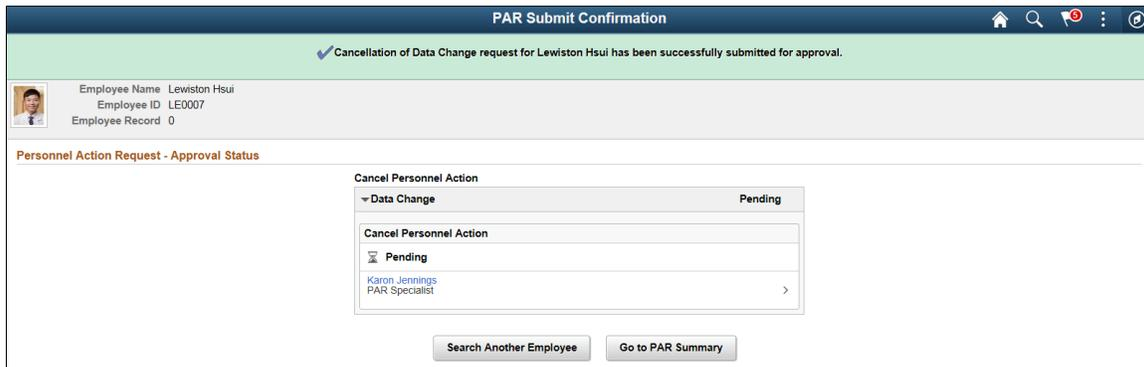 PAR Submit Confirmation
5
Cancellation of Data Change request for Lewiston Hsui has been successfully submitted for approval.
Employee Name Lewiston Hsui
Employee ID LE0007
Employee Record 0
Personnel Action Request - Approval Status
Cancel Personnel Action
Data Change Pending
Cancel Personnel Action
Pending
Karon Jennings
PAR Specialist
Search Another Employee Go to PAR Summary